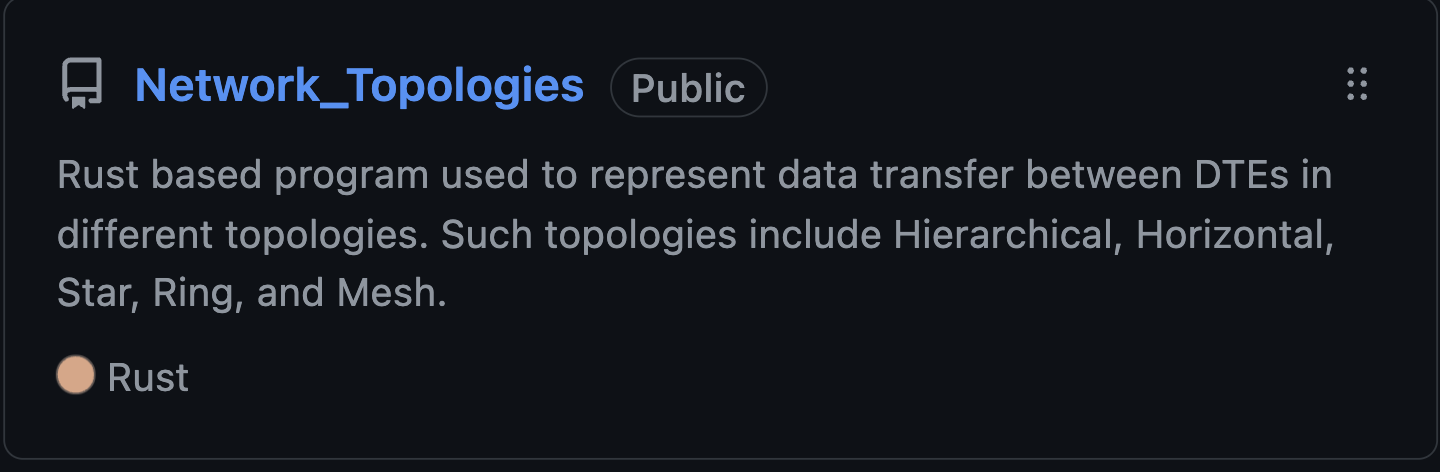 Network_Topologies Public
Rust based program used to represent data transfer between DTEs in
different topologies. Such topologies include Hierarchical, Horizontal,
Star, Ring, and Mesh.
Rust